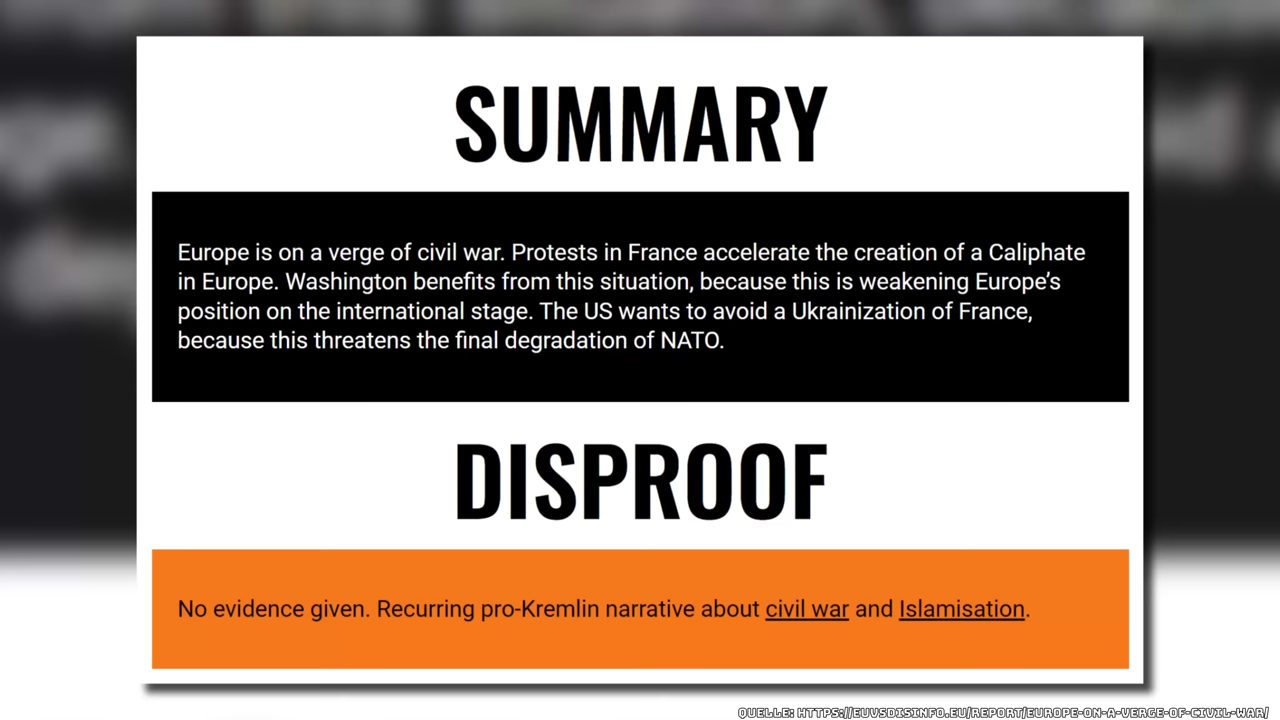 SUMMARY
Europe is on a verge of civil war. Protests in France accelerate the creation of a Caliphate
in Europe. Washington benefits from this situation, because this is weakening Europe’s
position on the international stage. The US wants to avoid a Ukrainization of France,
because this threatens the final degradation of NATO.
DISPROOF
No evidence given. Recurring pro-Kremlin narrative about civil war and Islamisation.
QUELLE: HTTPS://EUVSDISINFO.EU/REPORT/EUROPE-ON-A-VERGE-OF-CIVIL-WAR/